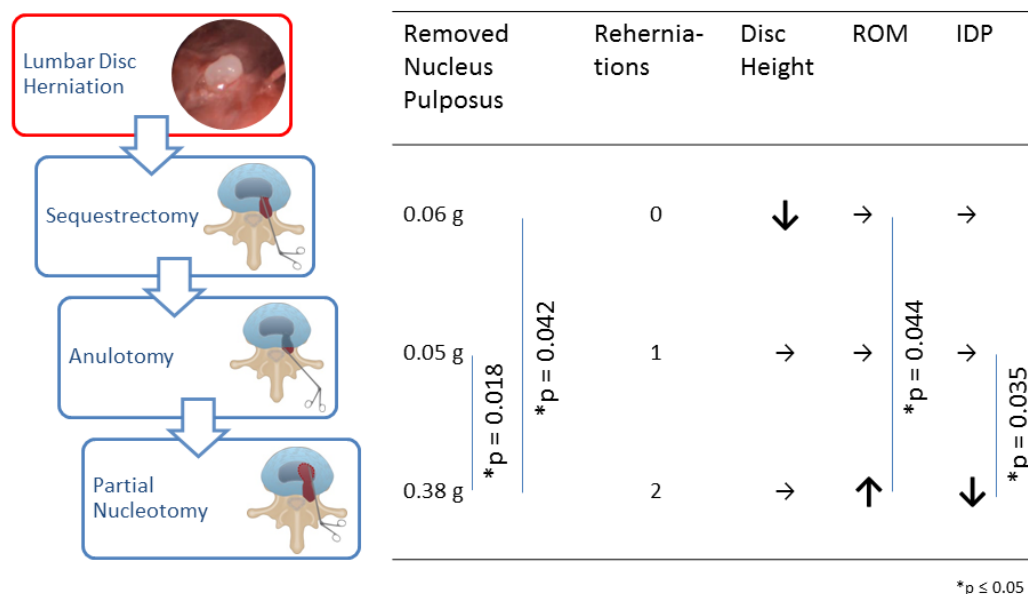 Lumbar Disc
Herniation
Sequestrectomy
Anulotomy
Partial
Nucleotomy
Removed
Nucleus
Pulposus
Rehernia-
tions
Disc
Height
ROM
IDP
0.06 g 0 ↓ → →
0.05 g 1 → → →
0.38 g 2 → ↑ ↓
*p = 0.018
*p = 0.042
*p = 0.044
*p = 0.035
*p ≤ 0.05